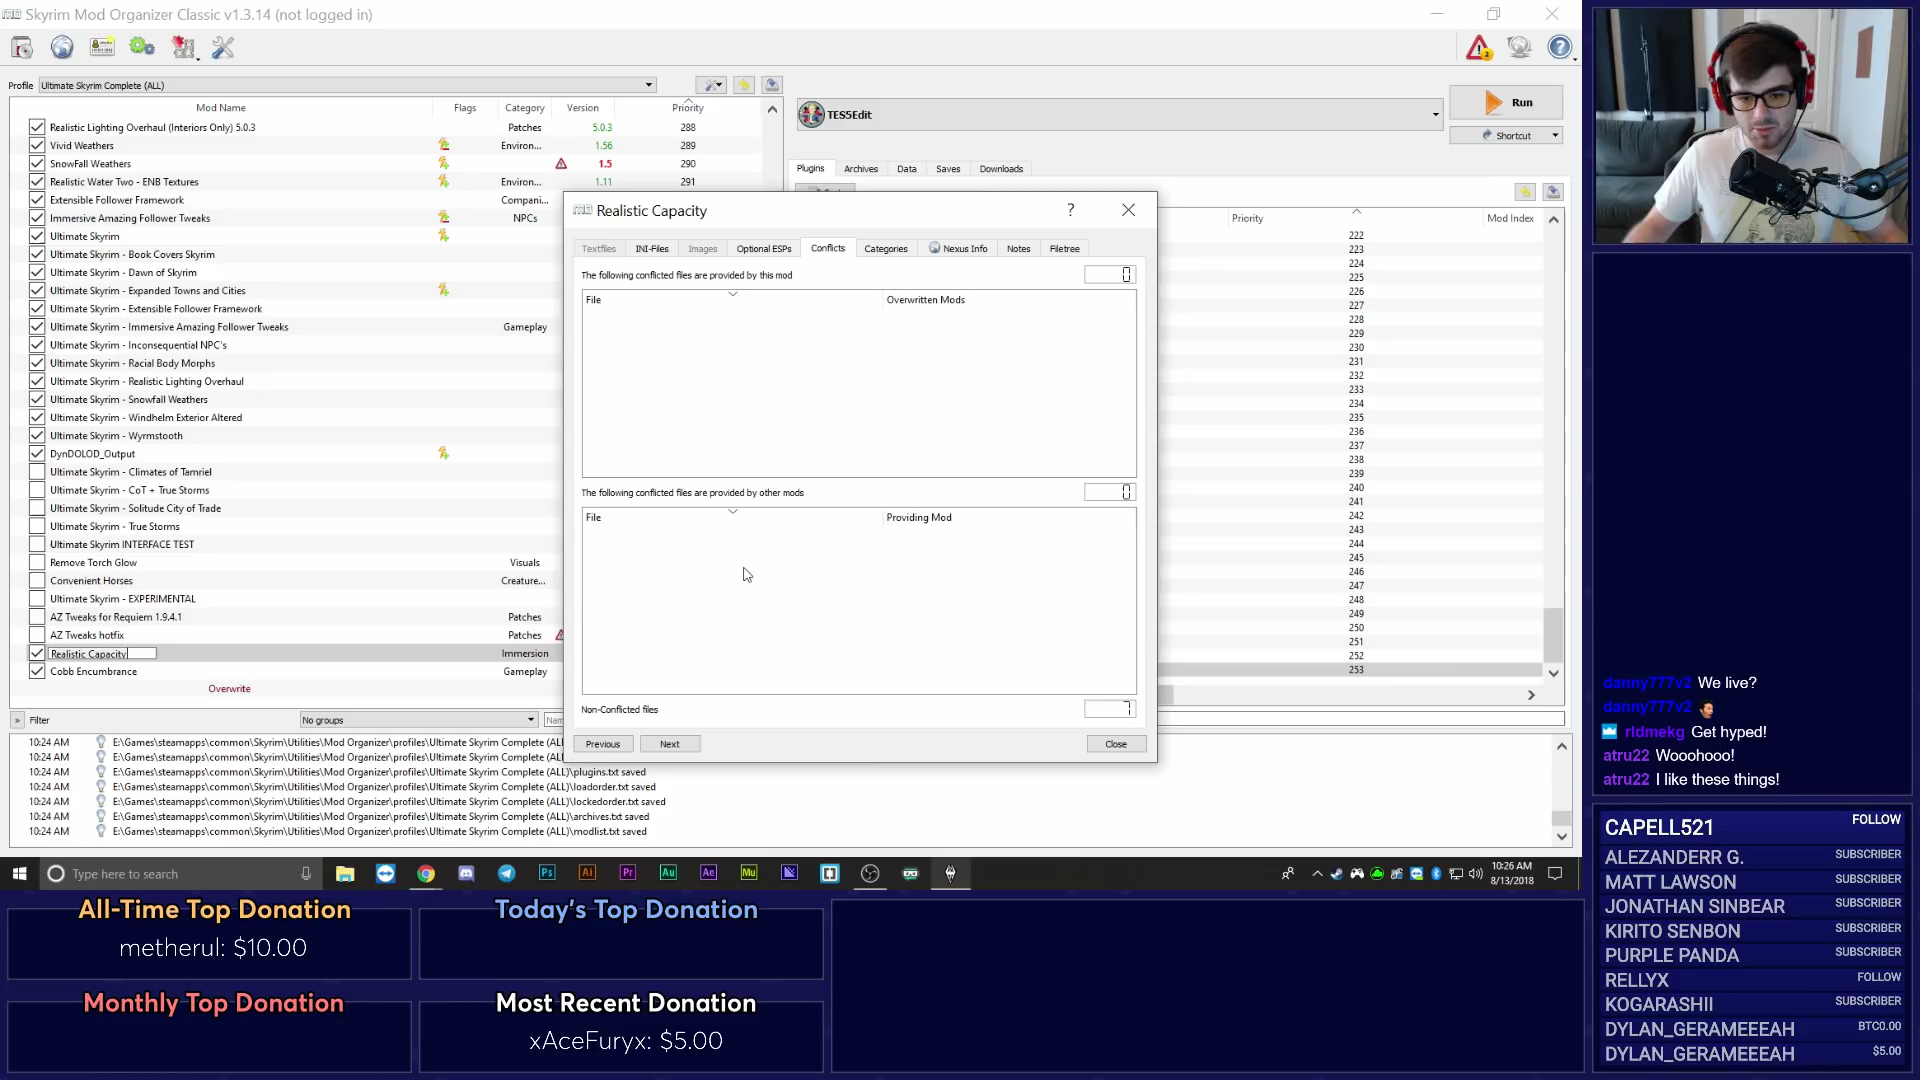 Skyrim Mod Organizer Classic v1.3.14 (not logged in)
Profile Ultimate Skyrim Complete (ALL)
Mod Name Flags Category Version Priority
Realistic Lighting Overhaul (Interiors Only) 5.0.3 Patches 5.0.3 288
Vivid Weathers Environ... 1.56 289
SnowFall Weathers 1.5 290
Realistic Water Two - ENB Textures Environ... 1.11 291
Extensible Follower Framework Compani...
Immersive Amazing Follower Tweaks NPCs
Ultimate Skyrim
Ultimate Skyrim - Book Covers Skyrim
Ultimate Skyrim - Dawn of Skyrim
Ultimate Skyrim - Expanded Towns and Cities
Ultimate Skyrim - Extensible Follower Framework
Ultimate Skyrim - Immersive Amazing Follower Tweaks Gameplay
Ultimate Skyrim - Inconsequential NPC's
Ultimate Skyrim - Racial Body Morphs
Ultimate Skyrim - Realistic Lighting Overhaul
Ultimate Skyrim - Snowfall Weathers
Ultimate Skyrim - Windhelm Exterior Altered
Ultimate Skyrim - Wyrmstooth
DynDOLOD_Output
Ultimate Skyrim - Climates of Tamriel
Ultimate Skyrim - CoT + True Storms
Ultimate Skyrim - Solitude City of Trade
Ultimate Skyrim - True Storms
Ultimate Skyrim INTERFACE TEST
Remove Torch Glow Visuals
Convenient Horses Creature...
Ultimate Skyrim - EXPERIMENTAL
AZ Tweaks for Requiem 1.9.4.1 Patches
AZ Tweaks hotfix Patches
Realistic Capacity Immersion
Cobb Encumbrance Gameplay
Overwrite
» Filter No groups Nam
10:24 AM E:\Games\steamapps\common\Skyrim\Utilities\Mod Organizer\profiles\Ultimate Skyrim Complete (AL
10:24 AM E:\Games\steamapps\common\Skyrim\Utilities\Mod Organizer\profiles\Ultimate Skyrim Complete (AL
10:24 AM E:\Games\steamapps\common\Skyrim\Utilities\Mod Organizer\profiles\Ultimate Skyrim Complete (ALL)\plugins.txt saved
10:24 AM E:\Games\steamapps\common\Skyrim\Utilities\Mod Organizer\profiles\Ultimate Skyrim Complete (ALL)\loadorder.txt saved
10:24 AM E:\Games\steamapps\common\Skyrim\Utilities\Mod Organizer\profiles\Ultimate Skyrim Complete (ALL)\lockedorder.txt saved
10:24 AM E:\Games\steamapps\common\Skyrim\Utilities\Mod Organizer\profiles\Ultimate Skyrim Complete (ALL)\archives.txt saved
10:24 AM E:\Games\steamapps\common\Skyrim\Utilities\Mod Organizer\profiles\Ultimate Skyrim Complete (ALL)\modlist.txt saved
TES5Edit
Run
Shortcut
Plugins Archives Data Saves Downloads
Priority Mod Index
222
223
224
225
226
227
228
229
230
231
232
233
234
235
236
237
238
239
240
241
242
243
244
245
246
247
248
249
250
251
252
253
Realistic Capacity ?
Textfiles INI-Files Images Optional ESPs Conflicts Categories Nexus Info Notes Filetree
The following conflicted files are provided by this mod 0
File Overwritten Mods
The following conflicted files are provided by other mods 0
File Providing Mod
Non-Conflicted files 7
Previous Next Close
Type here to search
Ps Ai Pr Au Ae Mu
10:26 AM
8/13/2018
danny777v2 We live?
danny777v2
rldmekg Get hyped!
atru22 Wooohooo!
atru22 I like these things!
CAPELL521 FOLLOW
ALEZANDERR G. SUBSCRIBER
MATT LAWSON SUBSCRIBER
JONATHAN SINBEAR SUBSCRIBER
KIRITO SENBON SUBSCRIBER
PURPLE PANDA SUBSCRIBER
RELLYX FOLLOW
KOGARASHII SUBSCRIBER
DYLAN_GERAMEEEAH BTC0.00
DYLAN_GERAMEEEAH $5.00
All-Time Top Donation
metherul: $10.00
Today's Top Donation
Monthly Top Donation
Most Recent Donation
xAceFuryx: $5.00